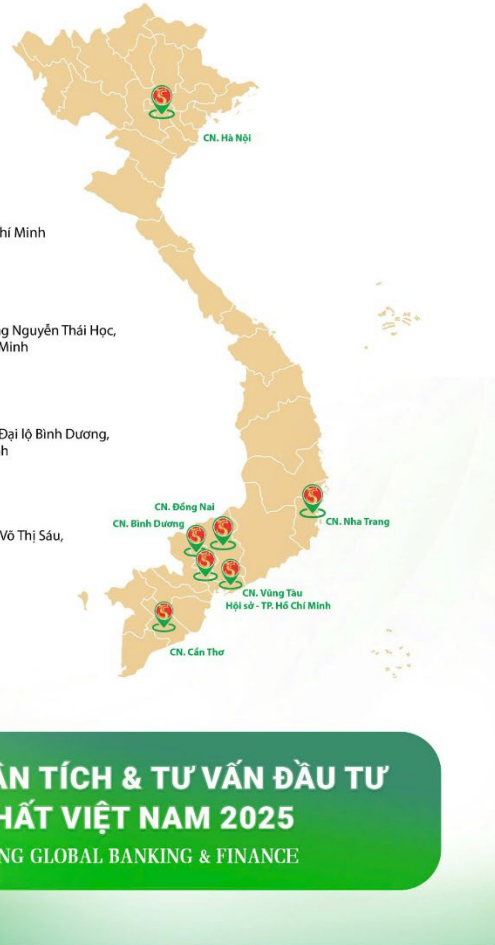 CN. Hà Nội
hí Minh
g Nguyễn Thái Học,
Minh
Đại lộ Bình Dương,
h
CN. Đồng Nai
CN. Bình Dương
CN. Nha Trang
Võ Thị Sáu,
CN. Vũng Tàu
Hội sở - TP. Hồ Chí Minh
CN. Cần Thơ
ÂN TÍCH & TƯ VẤN ĐẦU TƯ
HẤT VIỆT NAM 2025
NG GLOBAL BANKING & FINANCE